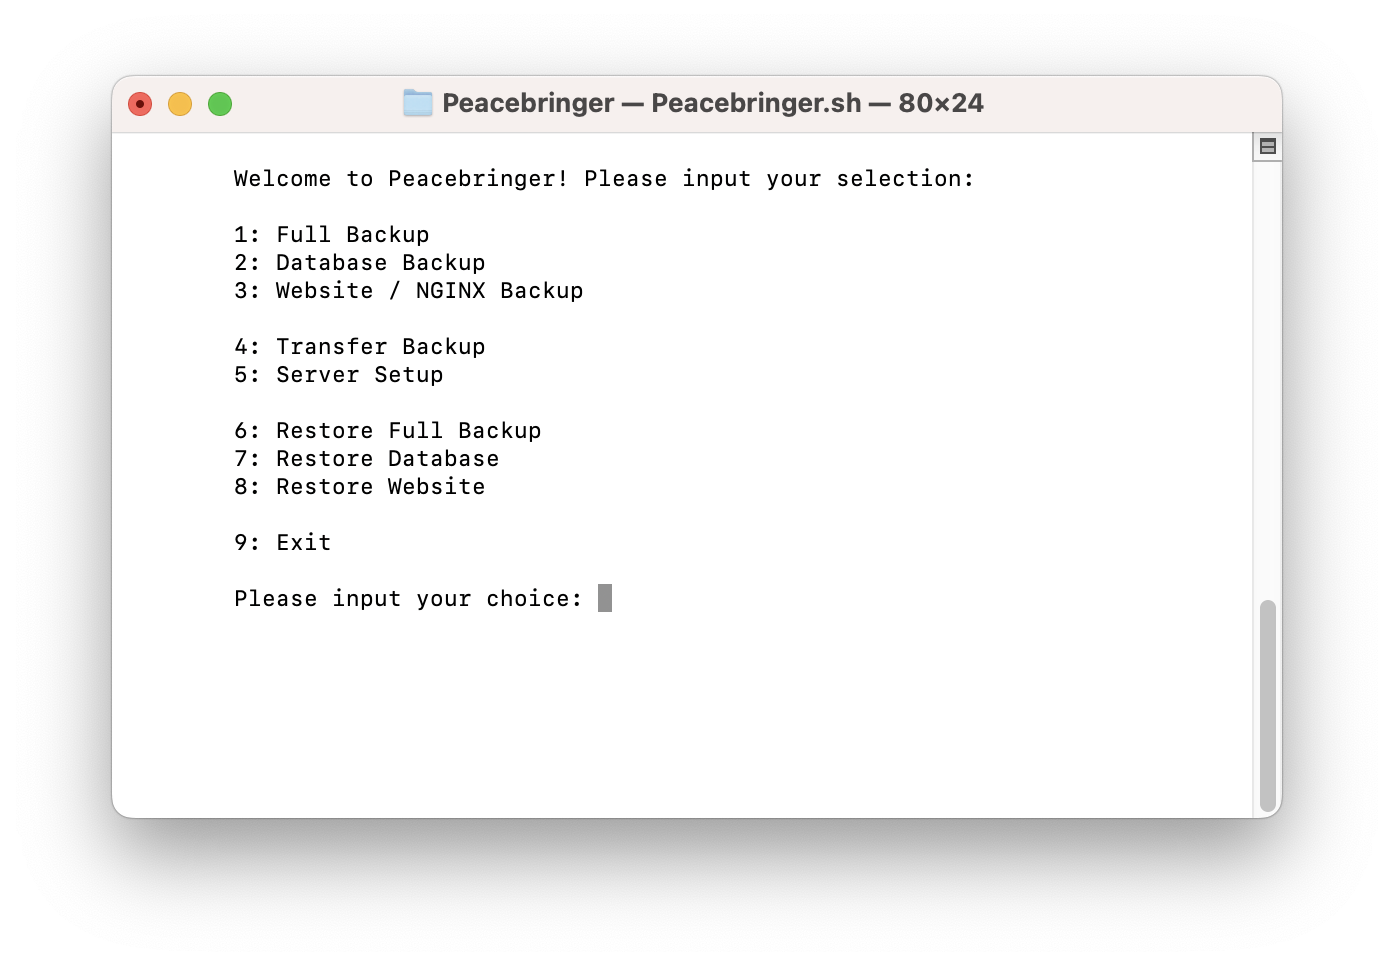 Peacebringer — Peacebringer.sh — 80×24
Welcome to Peacebringer! Please input your selection:
1: Full Backup
2: Database Backup
3: Website / NGINX Backup
4: Transfer Backup
5: Server Setup
6: Restore Full Backup
7: Restore Database
8: Restore Website
9: Exit
Please input your choice: